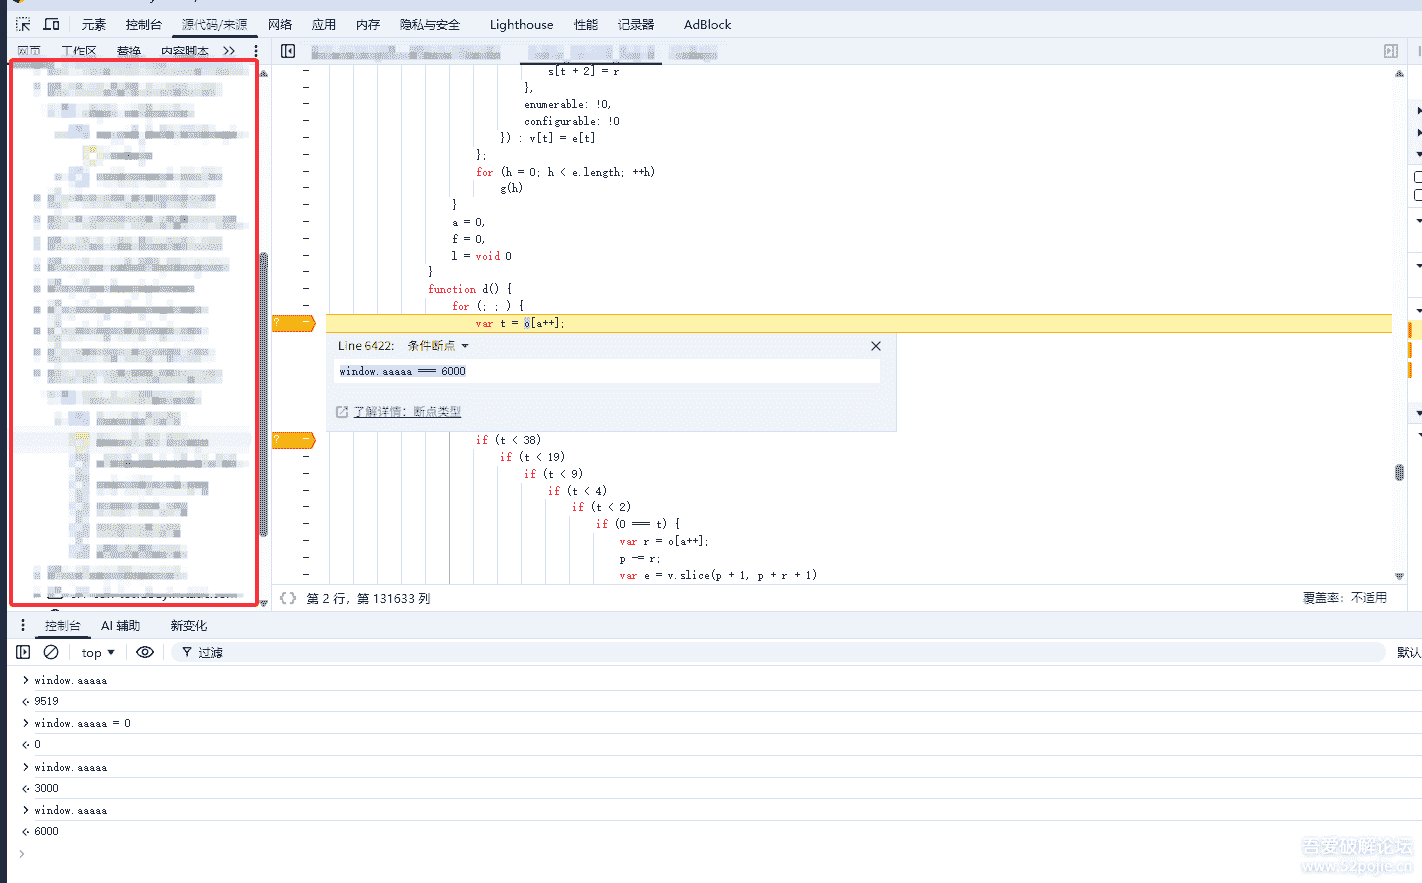 元素 控制台 源代码/来源 网络 应用 内存 隐私与安全 Lighthouse 性能 记录器 AdBlock
网页 工作区 替换 内容脚本
s[t + 2] = r
},
enumerable: !0,
configurable: !0
}) : v[t] = e[t]
};
for (h = 0; h < e.length; ++h)
g(h)
}
a = 0,
f = 0,
l = void 0
}
function d() {
for (; ; ) {
var t = o[a++];
Line 6422: 条件断点
window.aaaaa === 6000
了解详情：断点类型
if (t < 38)
if (t < 19)
if (t < 9)
if (t < 4)
if (t < 2)
if (0 === t) {
var r = o[a++];
p -= r;
var e = v.slice(p + 1, p + r + 1)
{} 第 2 行，第 131633 列 覆盖率：不适用
控制台 AI 辅助 新变化
top 过滤 默认
window.aaaaa
9519
window.aaaaa = 0
0
window.aaaaa
3000
window.aaaaa
6000
吾爱破解论坛
www.52pojie.cn